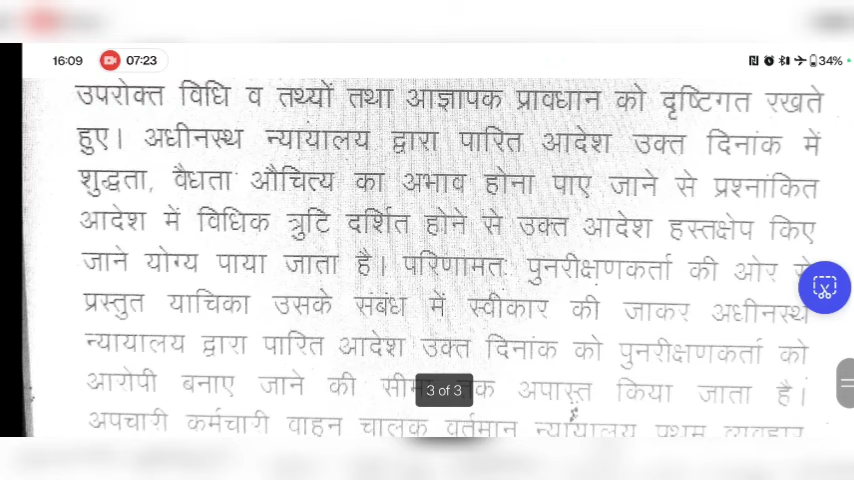 16:09 07:23 34%
उपरोक्त विधि व तथ्यों तथा आज्ञापक प्रावधान को दृष्टिगत रखते
हुए। अधीनस्थ न्यायालय द्वारा पारित आदेश उक्त दिनांक में
शुद्धता, वैधता औचित्य का अभाव होना पाए जाने से प्रश्नांकित
आदेश में विधिक त्रुटि दर्शित होने से उक्त आदेश हस्तक्षेप किए
जाने योग्य पाया जाता है। परिणामतः पुनरीक्षणकर्ता की ओर से
प्रस्तुत याचिका उसके संबंध में स्वीकार की जाकर अधीनस्थ
न्यायालय द्वारा पारित आदेश उक्त दिनांक को पुनरीक्षणकर्ता को
आरोपी बनाए जाने की अपास्त किया जाता है।
3 of 3
अपचारी कर्मचारी वाहन चालक वर्तमान न्यायालय प्रथम व्यवहार